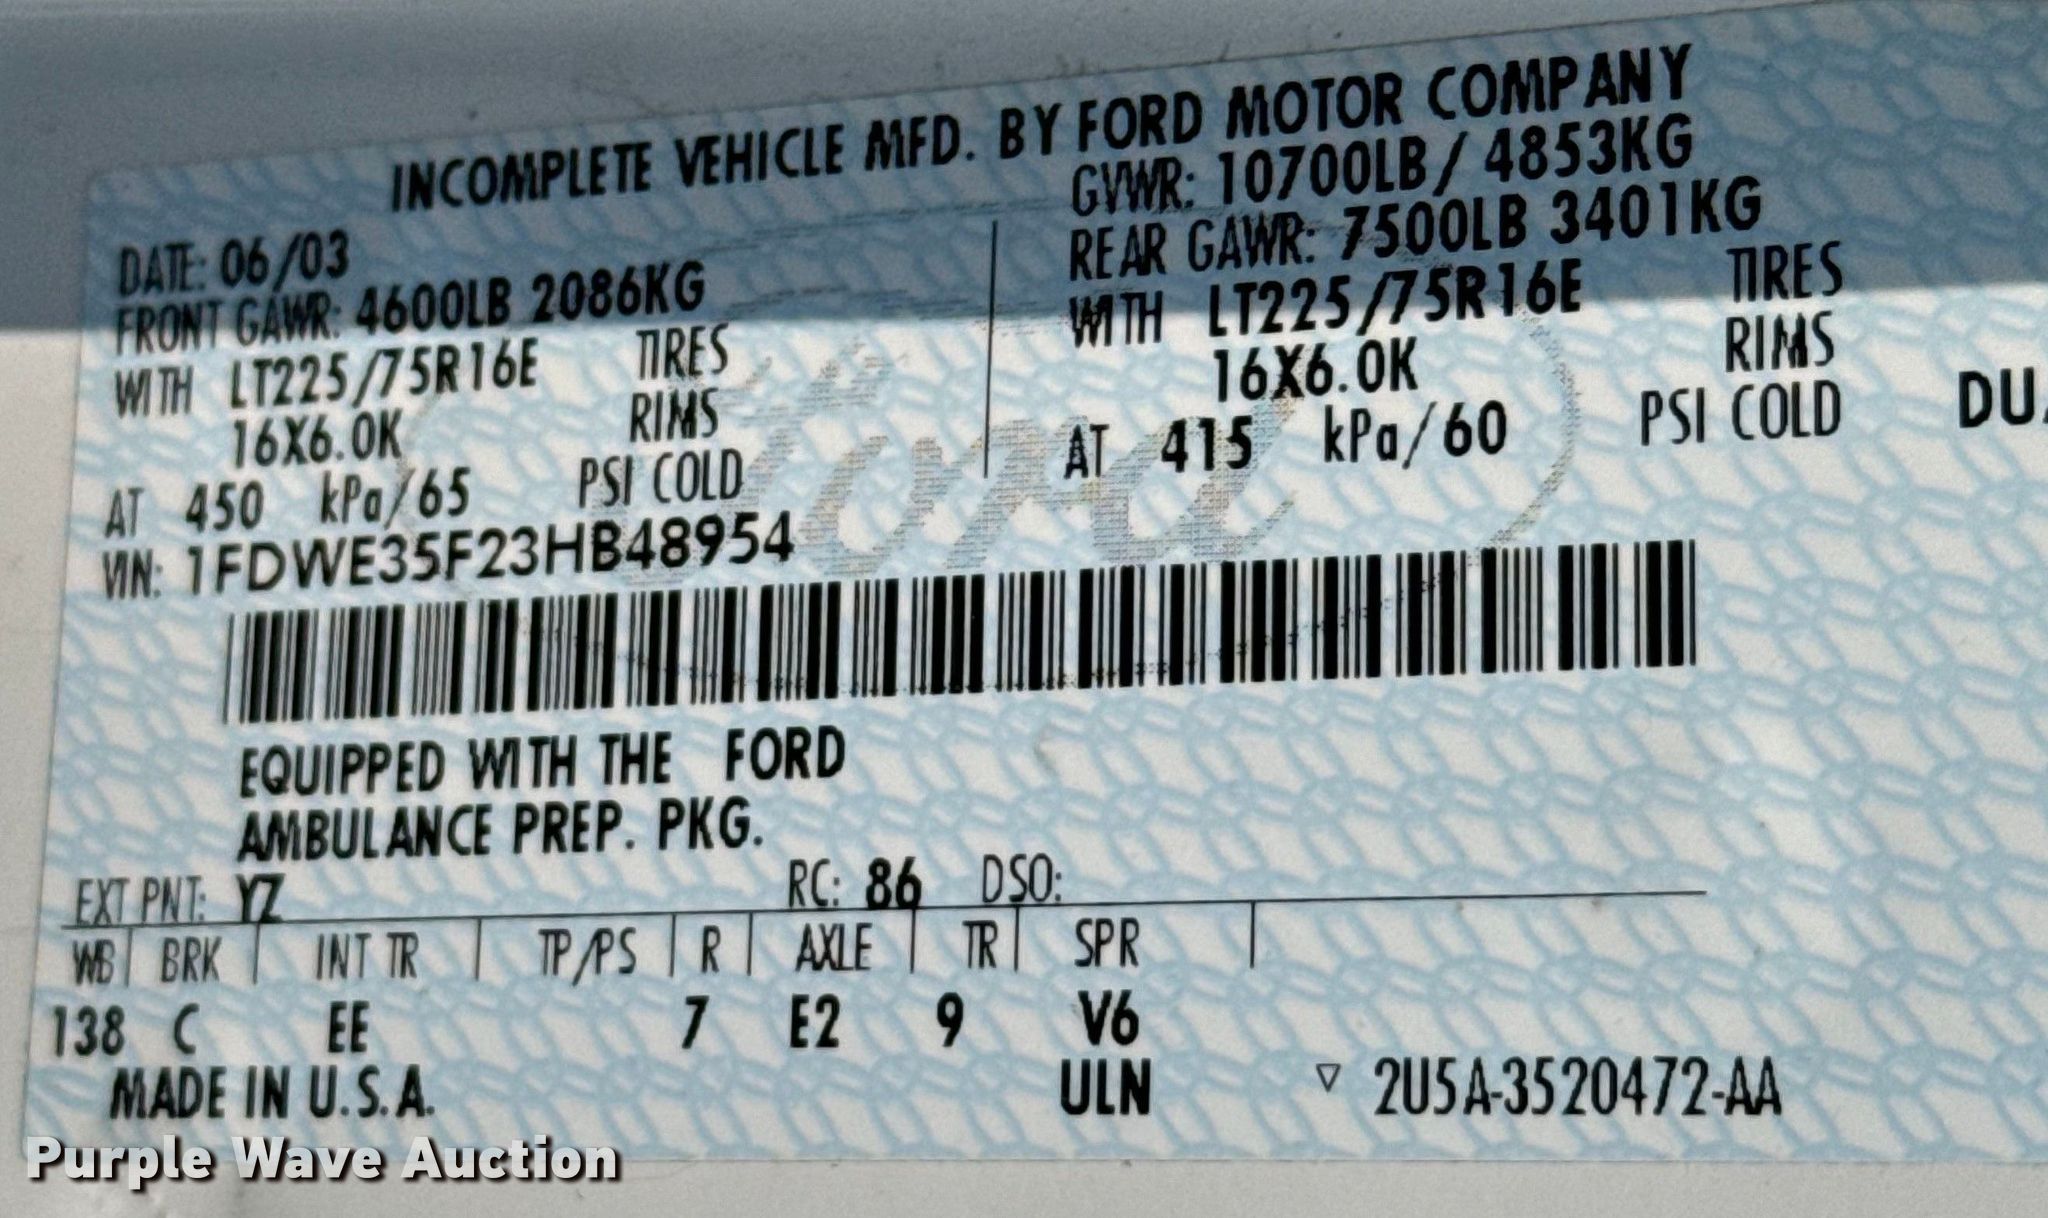 INCOMPLETE VEHICLE MFD. BY FORD MOTOR COMPANY
DATE: 06/03
GVWR: 10700LB / 4853KG
FRONT GAWR: 4600LB 2086KG
REAR GAWR: 7500LB 3401KG
WITH LT225/75R16E TIRES
WITH LT225/75R16E TIRES
16X6.0K RIMS
16X6.0K RIMS
AT 450 kPa/65 PSI COLD
AT 415 kPa/60 PSI COLD
VIN: 1FDWE35F23HB48954
Ford
EQUIPPED WITH THE FORD
AMBULANCE PREP. PKG.
EXT PNT: YZ RC: 86 DSO:
WB BRK INT TR TP/PS R AXLE TR SPR
138 C EE 7 E2 9 V6
MADE IN U.S.A. ULN ▽ 2U5A-3520472-AA
Purple Wave Auction